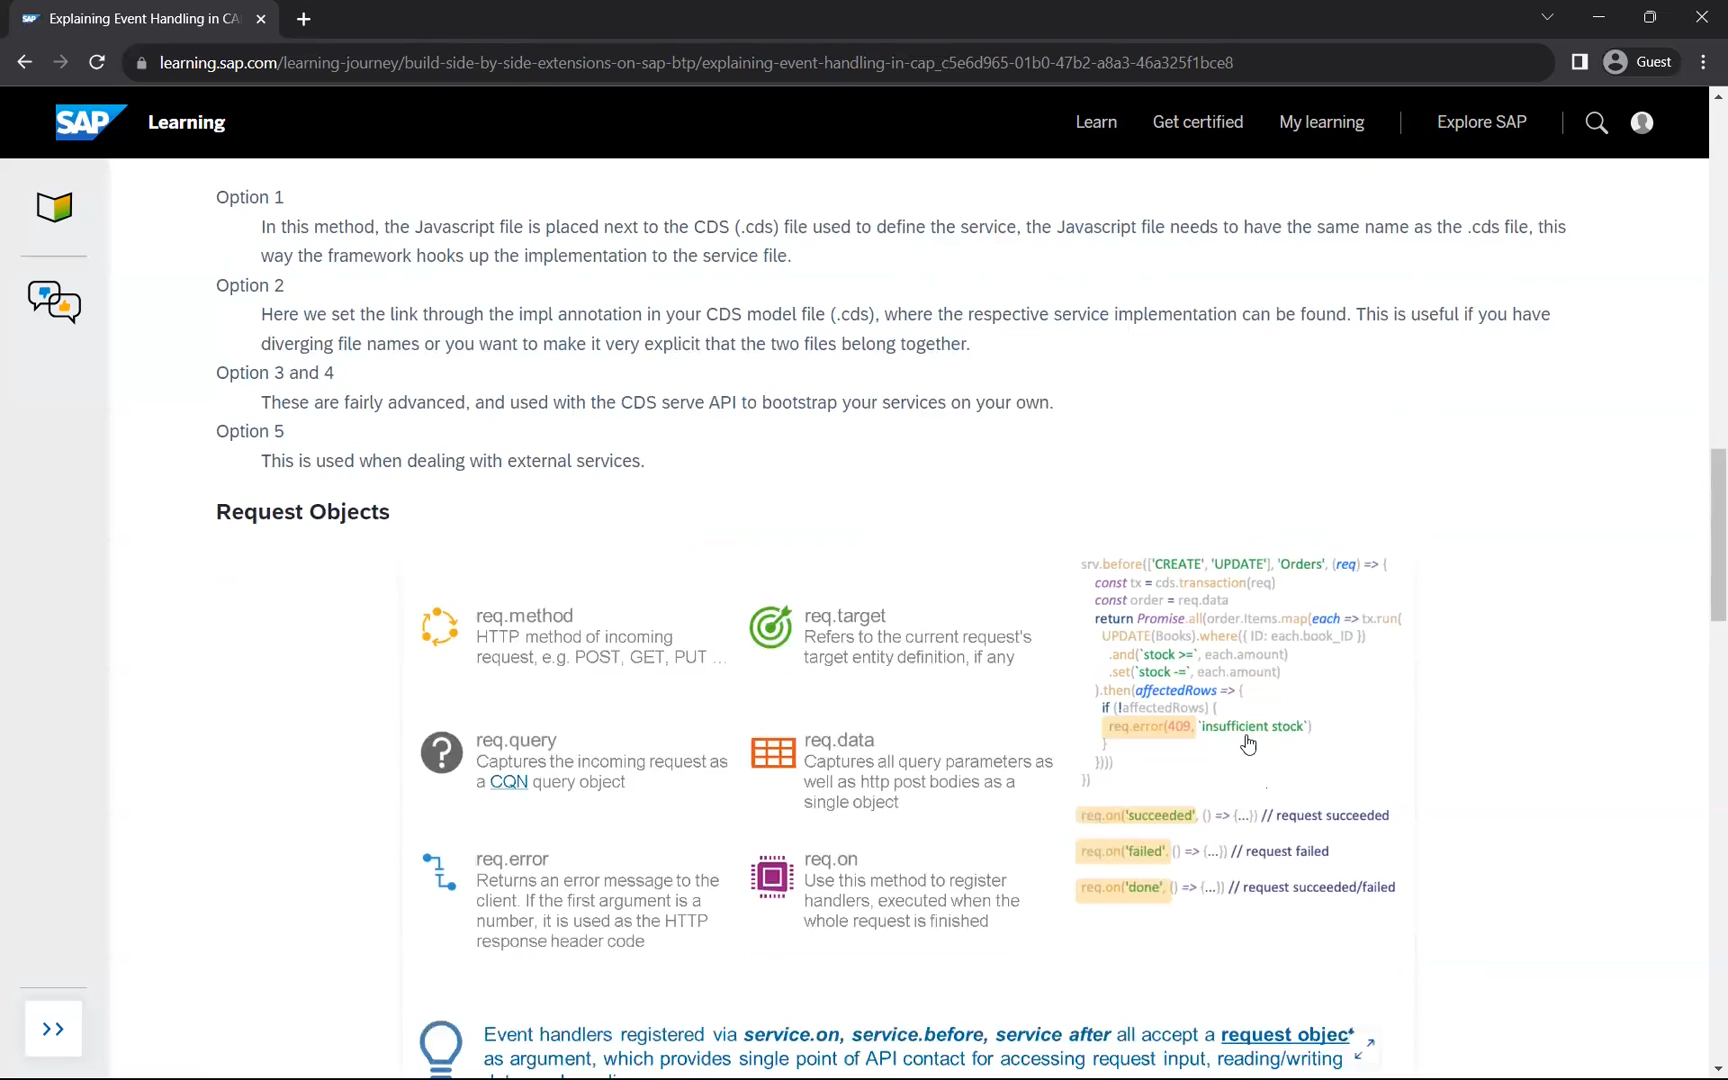 SAP Explaining Event Handling in CA
learning.sap.com/learning-journey/build-side-by-side-extensions-on-sap-btp/explaining-event-handling-in-cap_c5e6d965-01b0-47b2-a8a3-46a325f1bce8
Guest
SAP Learning
Learn Get certified My learning Explore SAP
Option 1
In this method, the Javascript file is placed next to the CDS (.cds) file used to define the service, the Javascript file needs to have the same name as the .cds file, this
way the framework hooks up the implementation to the service file.
Option 2
Here we set the link through the impl annotation in your CDS model file (.cds), where the respective service implementation can be found. This is useful if you have
diverging file names or you want to make it very explicit that the two files belong together.
Option 3 and 4
These are fairly advanced, and used with the CDS serve API to bootstrap your services on your own.
Option 5
This is used when dealing with external services.
Request Objects
req.method
HTTP method of incoming
request, e.g. POST, GET, PUT ...
req.target
Refers to the current request's
target entity definition, if any
req.query
Captures the incoming request as
a CQN query object
req.data
Captures all query parameters as
well as http post bodies as a
single object
req.error
Returns an error message to the
client. If the first argument is a
number, it is used as the HTTP
response header code
req.on
Use this method to register
handlers, executed when the
whole request is finished
srv.before(['CREATE', 'UPDATE'], 'Orders', (req) => {
const tx = cds.transaction(req)
const order = req.data
return Promise.all(order.Items.map(each => tx.run(
UPDATE(Books).where({ ID: each.book_ID })
.and(`stock >=`, each.amount)
.set(`stock -=`, each.amount)
).then(affectedRows => {
if (!affectedRows) {
req.error(409, `insufficient stock`)
}
})))
})
req.on('succeeded', () => {...}) // request succeeded
req.on('failed', () => {...}) // request failed
req.on('done', () => {...}) // request succeeded/failed
Event handlers registered via service.on, service.before, service after all accept a request object
as argument, which provides single point of API contact for accessing request input, reading/writing